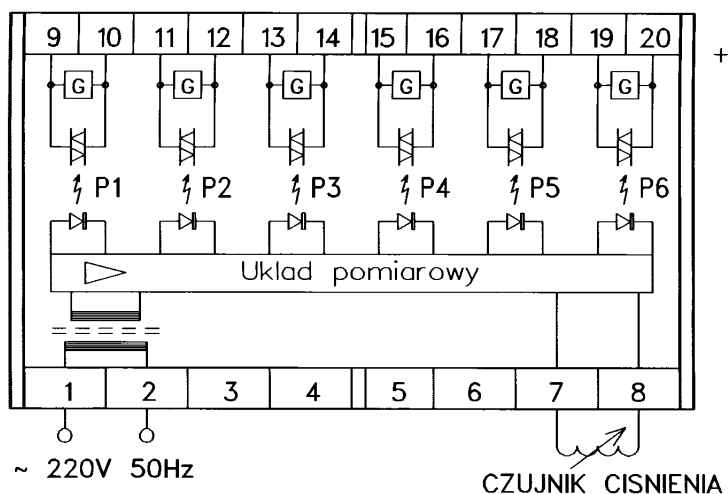 9 10 11 12 13 14 15 16 17 18 19 20
+
G G G G G G
P1 P2 P3 P4 P5 P6
Uklad pomiarowy
1 2 3 4 5 6 7 8
~ 220V 50Hz
CZUJNIK CISNIENIA